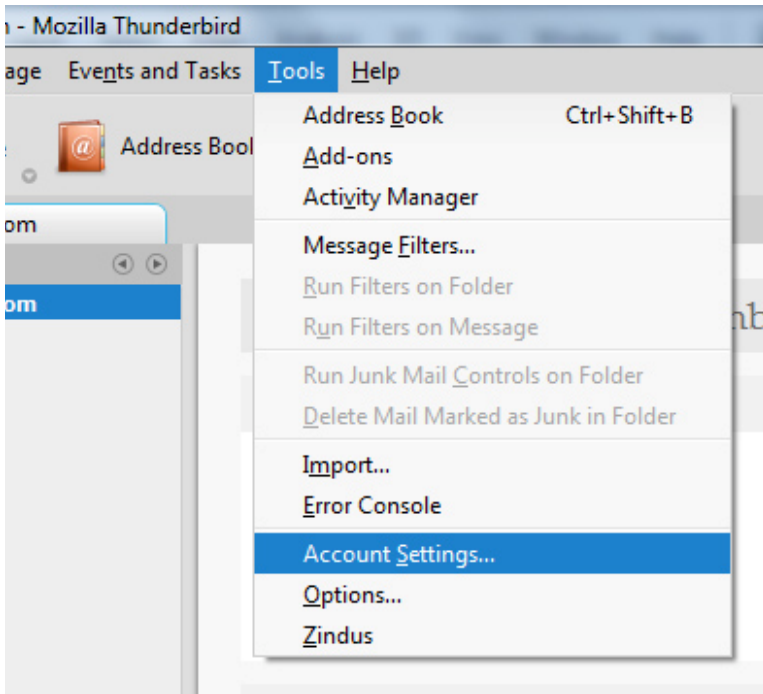 - Mozilla Thunderbird
age Events and Tasks Tools Help
Address Book Ctrl+Shift+B
Address Bool
Add-ons
Activity Manager
om
Message Filters...
om
Run Filters on Folder
Run Filters on Message
Run Junk Mail Controls on Folder
Delete Mail Marked as Junk in Folder
Import...
Error Console
Account Settings...
Options...
Zindus